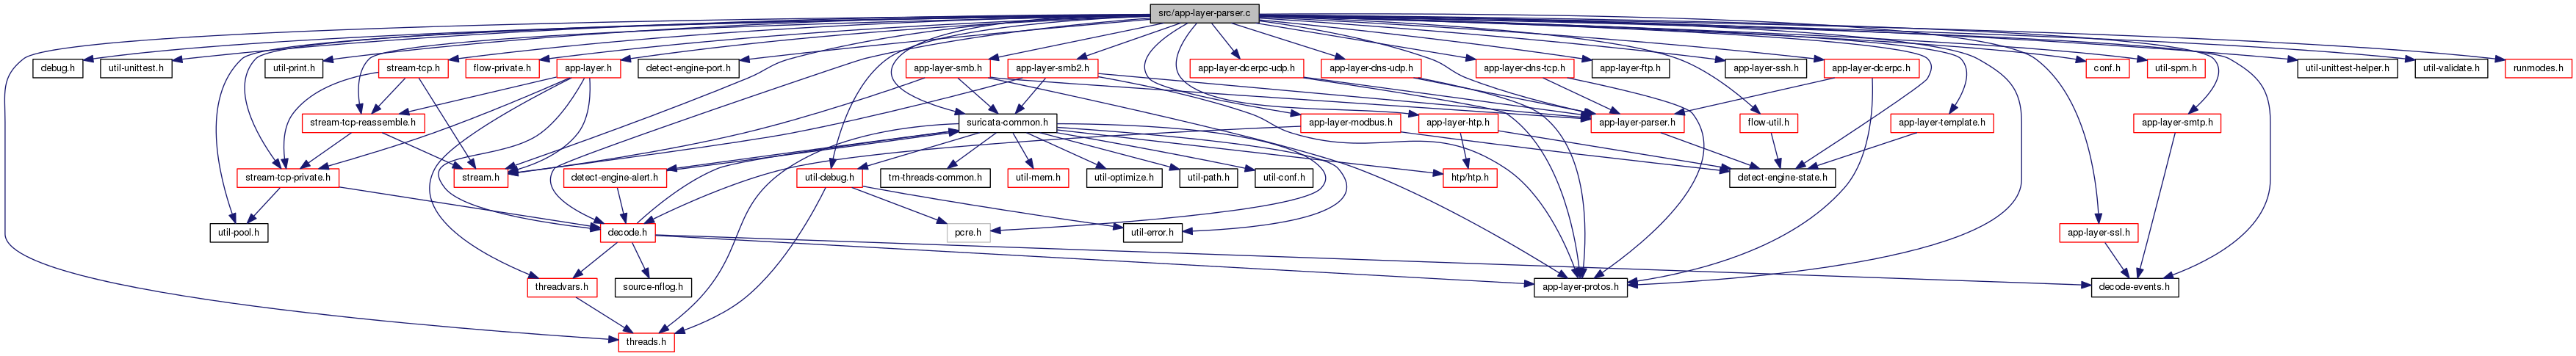 src/app-layer-parser.c
debug.h
util-unittest.h
util-print.h
stream-tcp.h
flow-private.h
app-layer.h
detect-engine-port.h
app-layer-smb.h
app-layer-smb2.h
app-layer-dcerpc-udp.h
app-layer-dns-udp.h
app-layer-dns-tcp.h
app-layer-ftp.h
app-layer-ssh.h
app-layer-dcerpc.h
conf.h
util-spm.h
util-unittest-helper.h
util-validate.h
runmodes.h
stream-tcp-reassemble.h
suricata-common.h
app-layer-modbus.h
app-layer-htp.h
app-layer-parser.h
flow-util.h
app-layer-template.h
app-layer-smtp.h
stream-tcp-private.h
stream.h
detect-engine-alert.h
util-debug.h
tm-threads-common.h
util-mem.h
util-optimize.h
util-path.h
util-conf.h
htp/htp.h
detect-engine-state.h
util-pool.h
decode.h
pcre.h
util-error.h
app-layer-ssl.h
threadvars.h
source-nflog.h
app-layer-protos.h
decode-events.h
threads.h